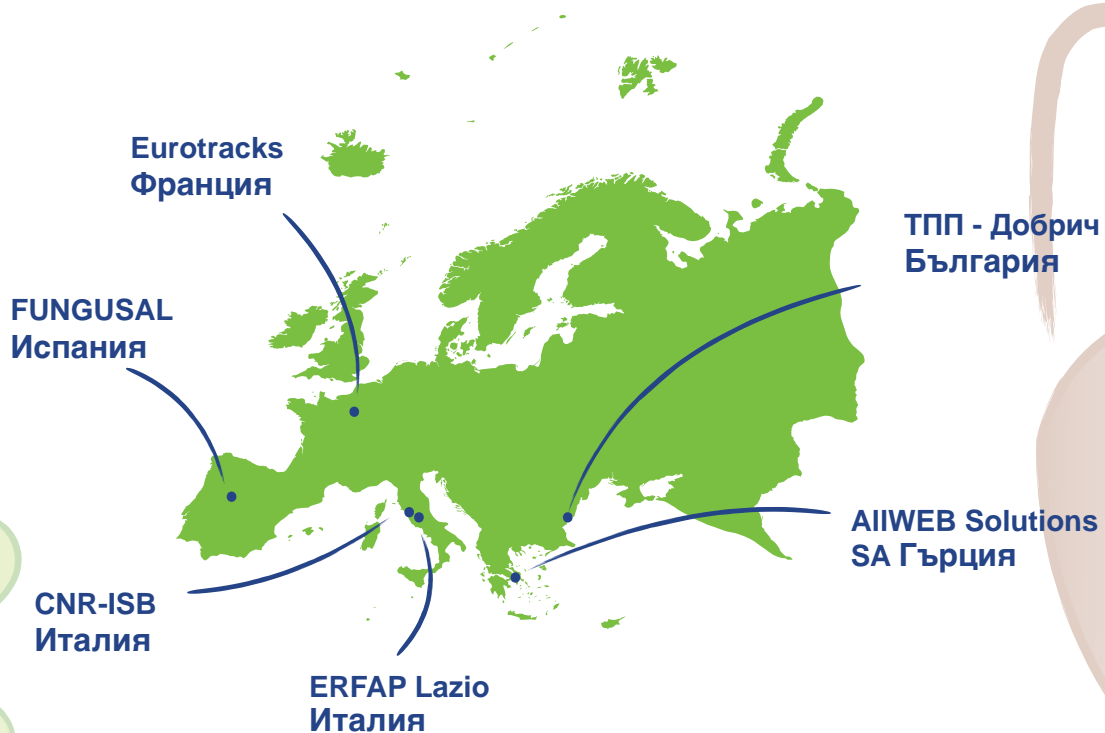 Eurotracks
Франция
ТПП - Добрич
България
FUNGUSAL
Испания
AllWEB Solutions
SA Гърция
CNR-ISB
Италия
ERFAP Lazio
Италия